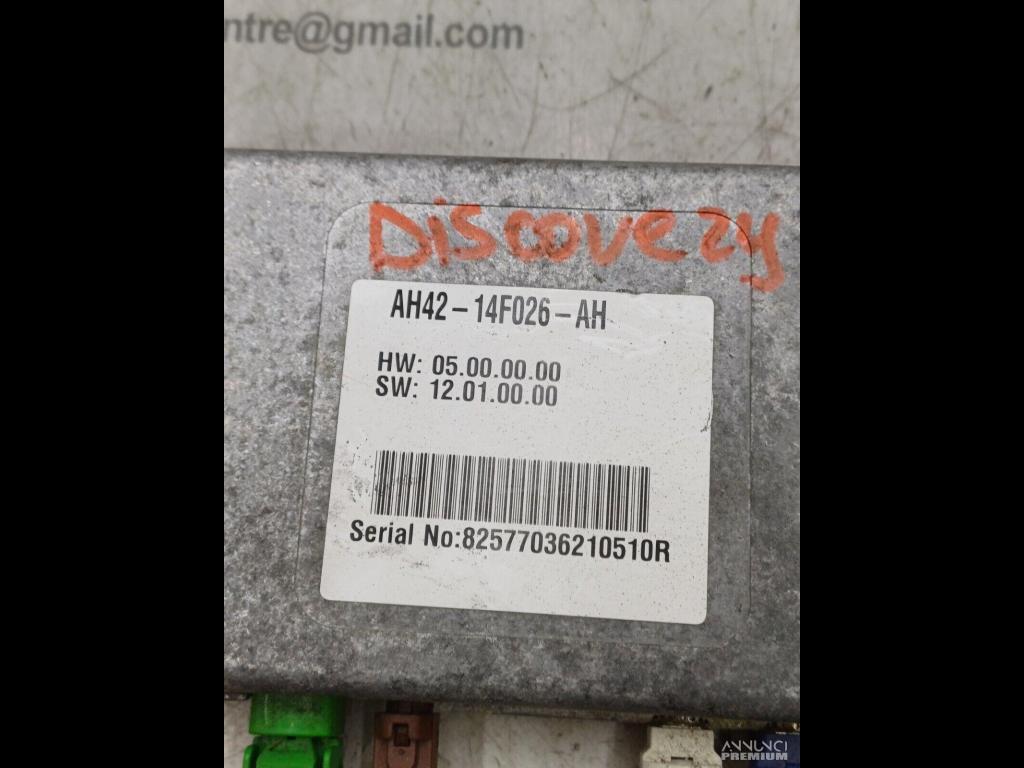 ntre@gmail.com
Discovery
AH42-14F026-AH
HW: 05.00.00.00
SW: 12.01.00.00
Serial No:82577036210510R
ANNUNCI
PREMIUM